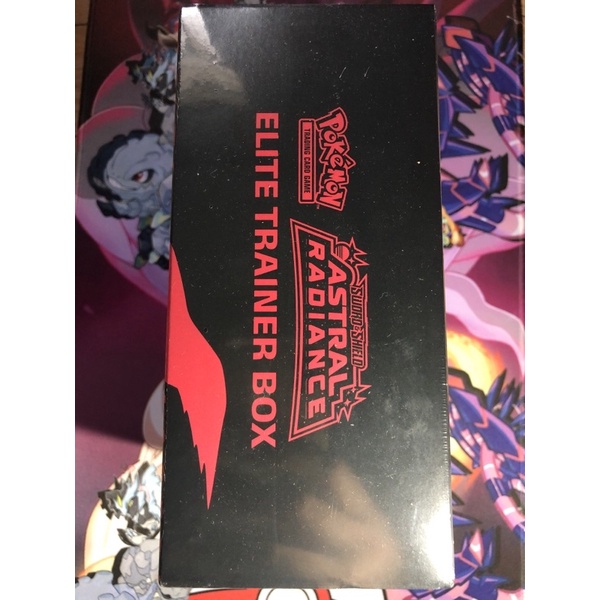 POKéMON
TRADING CARD GAME
SWORD & SHIELD
ASTRAL
RADIANCE
ELITE TRAINER BOX